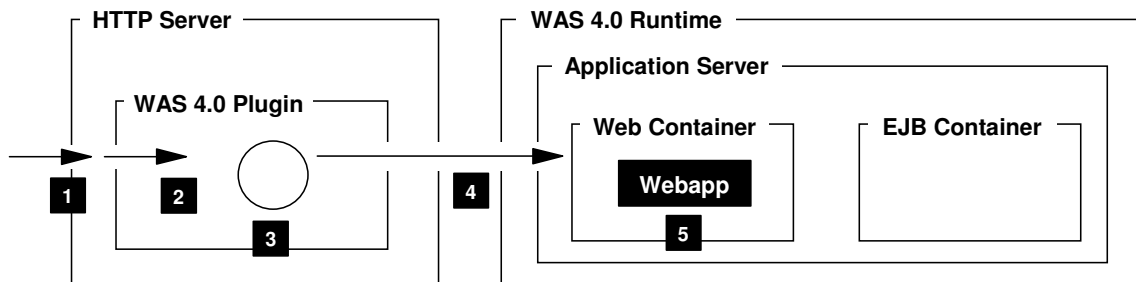 HTTP Server
WAS 4.0 Runtime
Application Server
WAS 4.0 Plugin
Web Container
EJB Container
Webapp
1
2
3
4
5